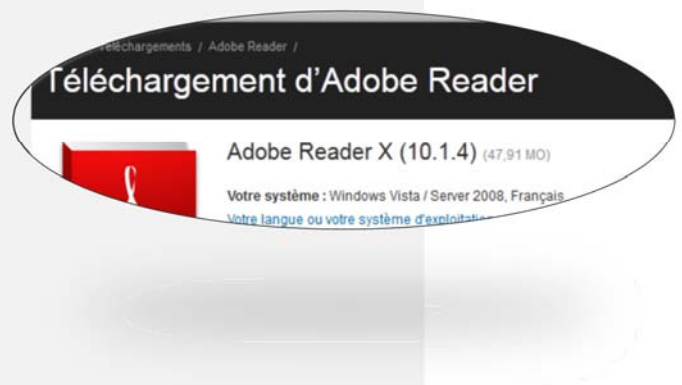 Téléchargements / Adobe Reader /
Téléchargement d'Adobe Reader
Adobe Reader X (10.1.4) (47,91 MO)
Votre système : Windows Vista / Server 2008, Français
Votre langue ou votre système d'exploitation